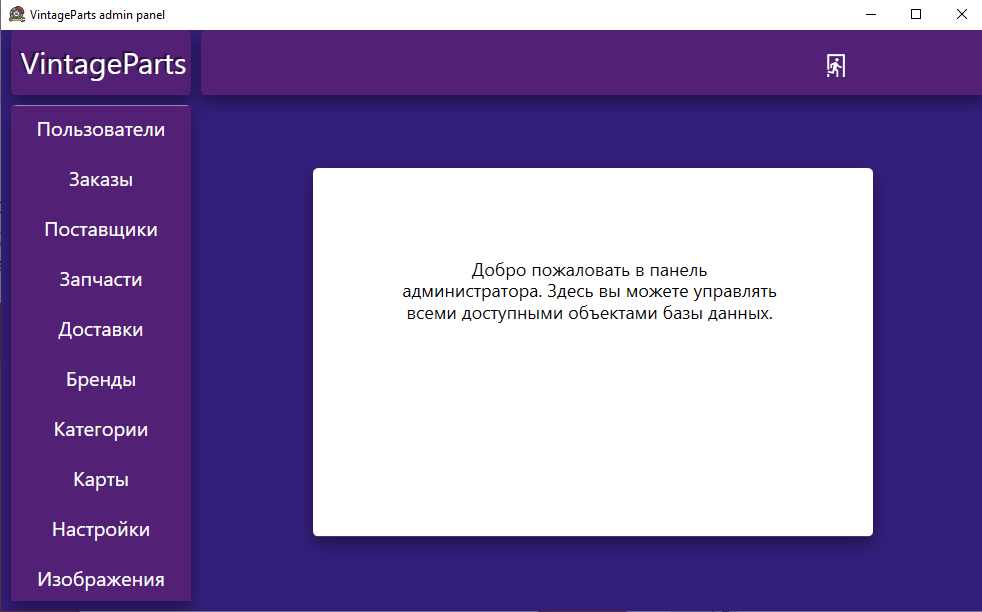 VintageParts admin panel
VintageParts
Пользователи
Заказы
Поставщики
Запчасти
Доставки
Бренды
Категории
Карты
Настройки
Изображения
Добро пожаловать в панель
администратора. Здесь вы можете управлять
всеми доступными объектами базы данных.